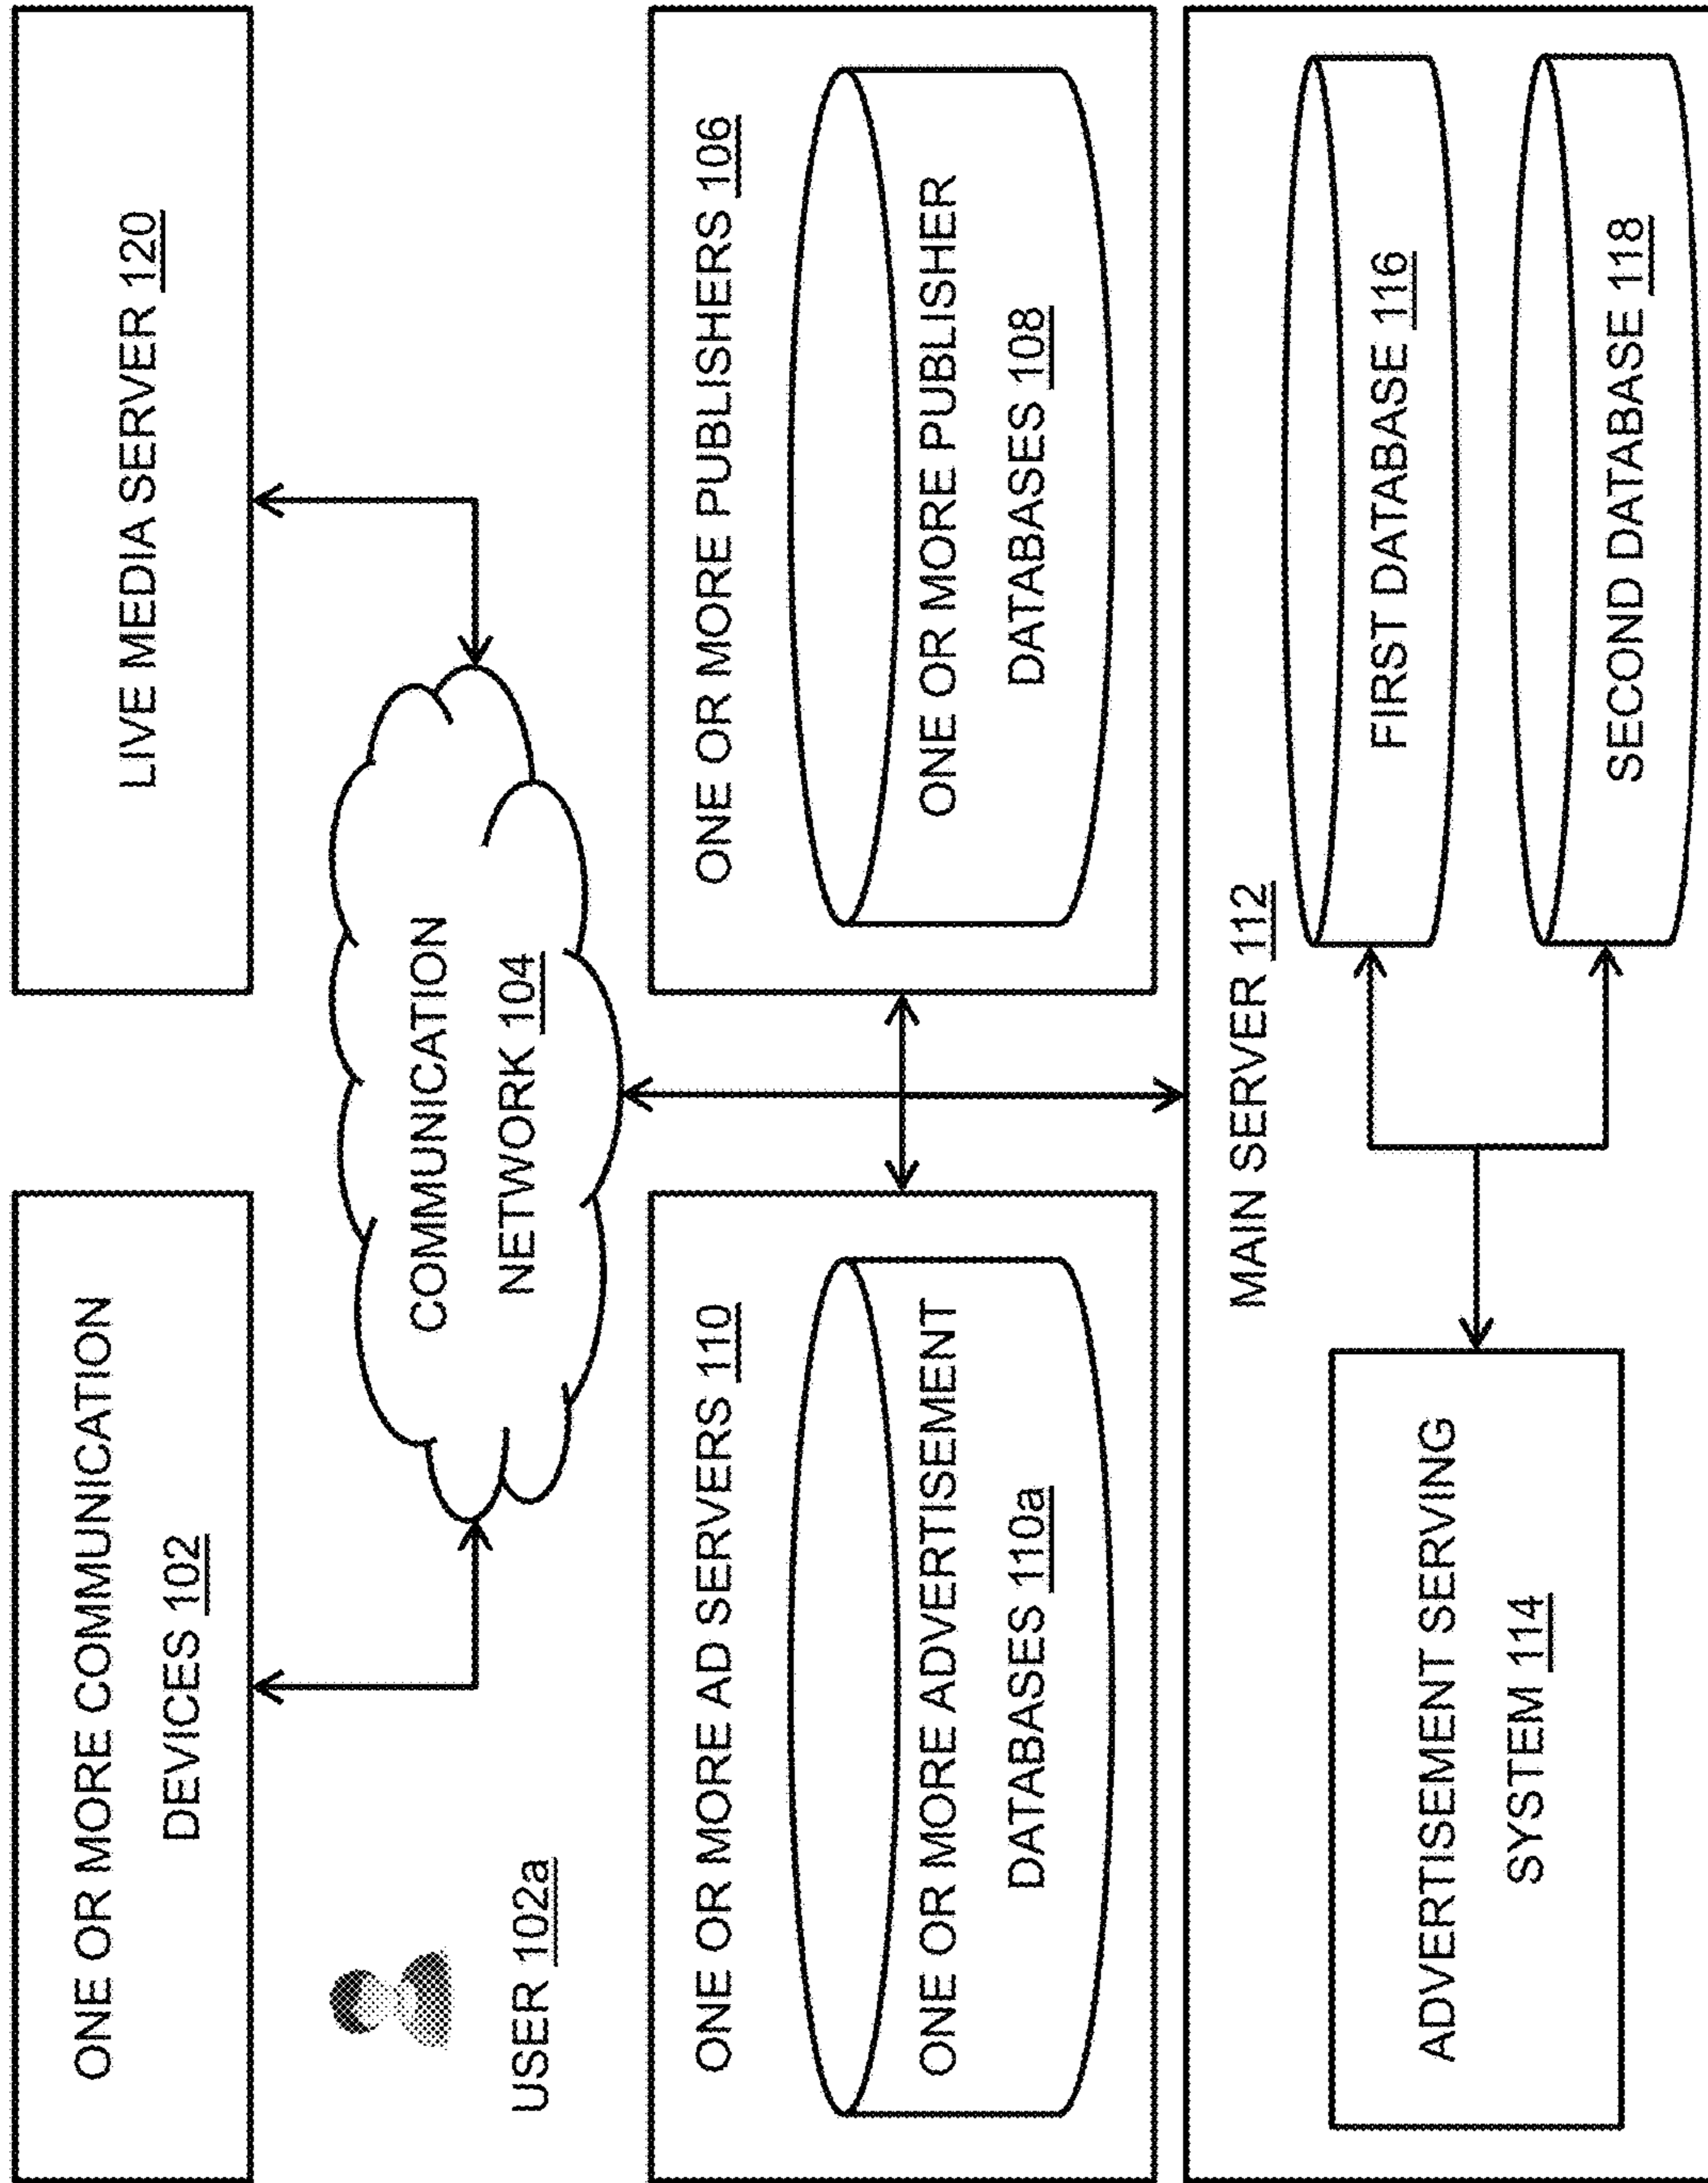 ONE OR MORE COMMUNICATION
DEVICES 102
LIVE MEDIA SERVER 120
USER 102a
COMMUNICATION
NETWORK 104
ONE OR MORE AD SERVERS 110
ONE OR MORE ADVERTISEMENT
DATABASES 110a
ONE OR MORE PUBLISHERS 106
ONE OR MORE PUBLISHER
DATABASES 108
MAIN SERVER 112
ADVERTISEMENT SERVING
SYSTEM 114
FIRST DATABASE 116
SECOND DATABASE 118